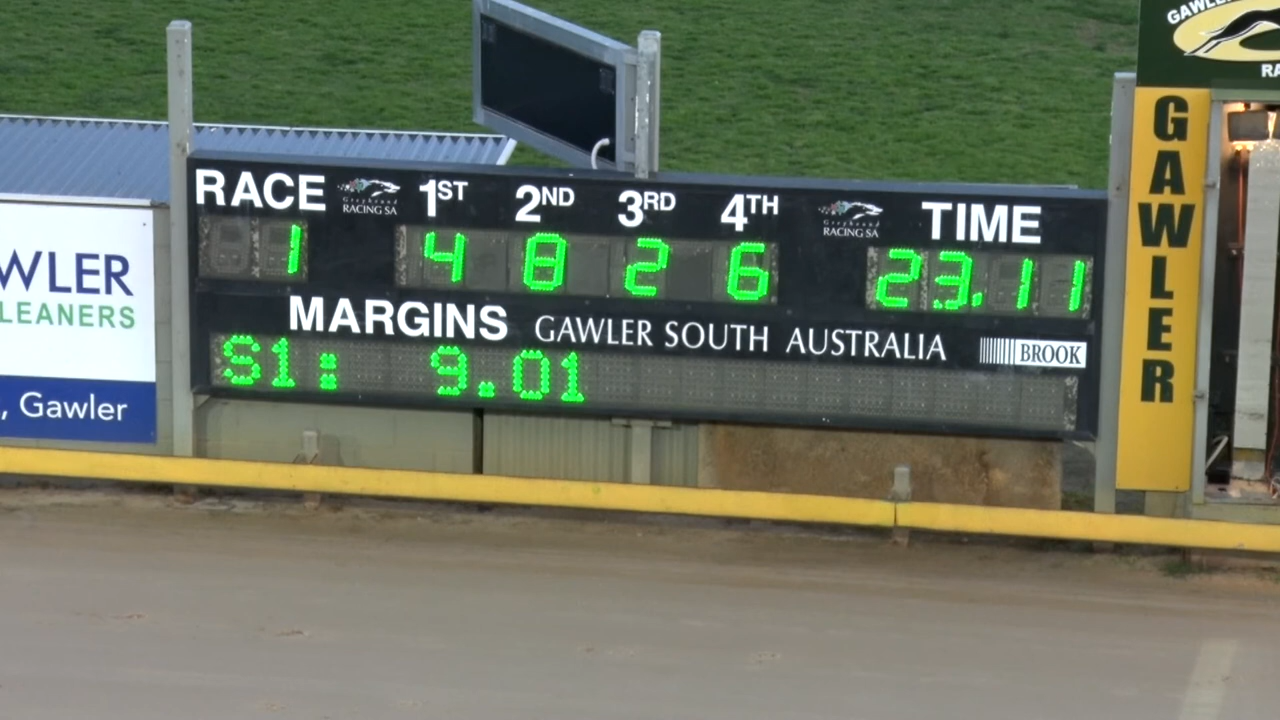 GAWLER
RA
RACE
Greyhound
RACING SA
1ST
2ND
3RD
4TH
Greyhound
RACING SA
TIME
1
4
8
2
6
23.11
MARGINS
GAWLER SOUTH AUSTRALIA
BROOK
S1: 9.01
WLER
LEANERS
, Gawler
GAWLER